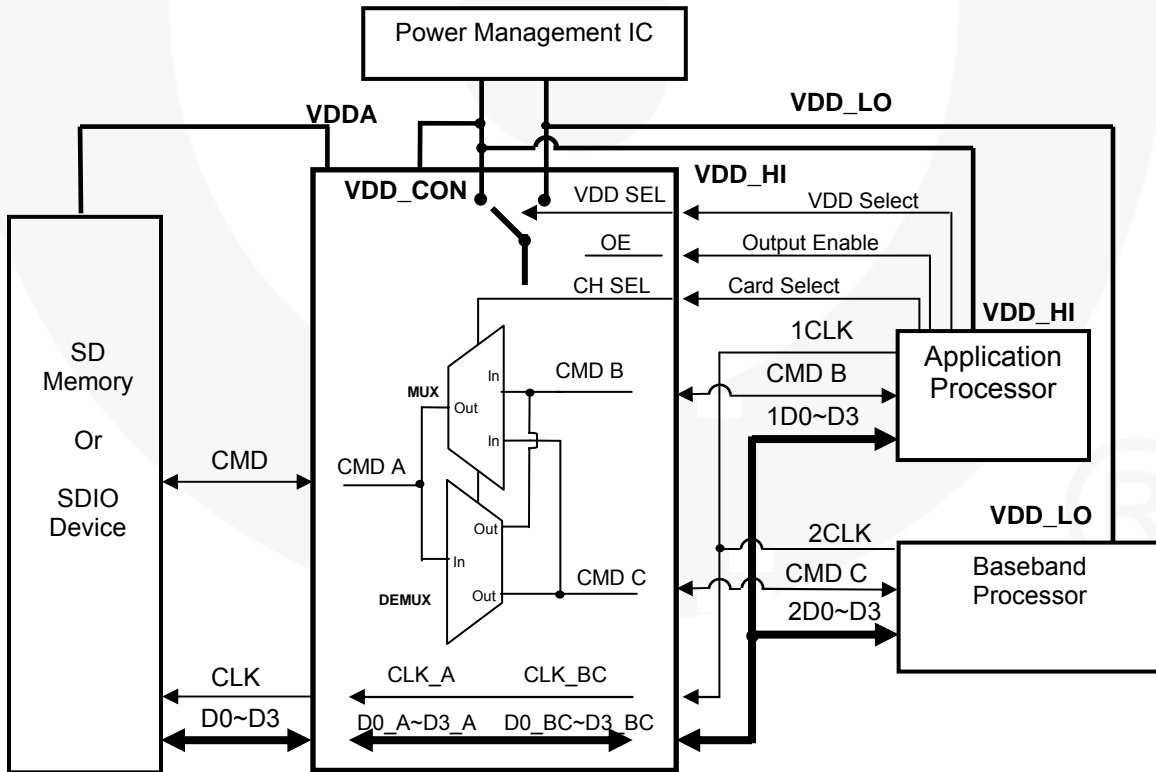 Power Management IC
VDDA
VDD_LO
VDD_CON
VDD_HI
VDD SEL
VDD Select
OE
Output Enable
CH SEL
Card Select
VDD_HI
1CLK
Application
Processor
SD
Memory
Or
SDIO
Device
MUX
In
Out
In
CMD B
CMD B
1D0~D3
CMD
CMD A
VDD_LO
Out
In
Out
DEMUX
CMD C
2CLK
CMD C
2D0~D3
Baseband
Processor
CLK
CLK_A
CLK_BC
D0~D3
D0_A~D3_A
D0_BC~D3_BC
®